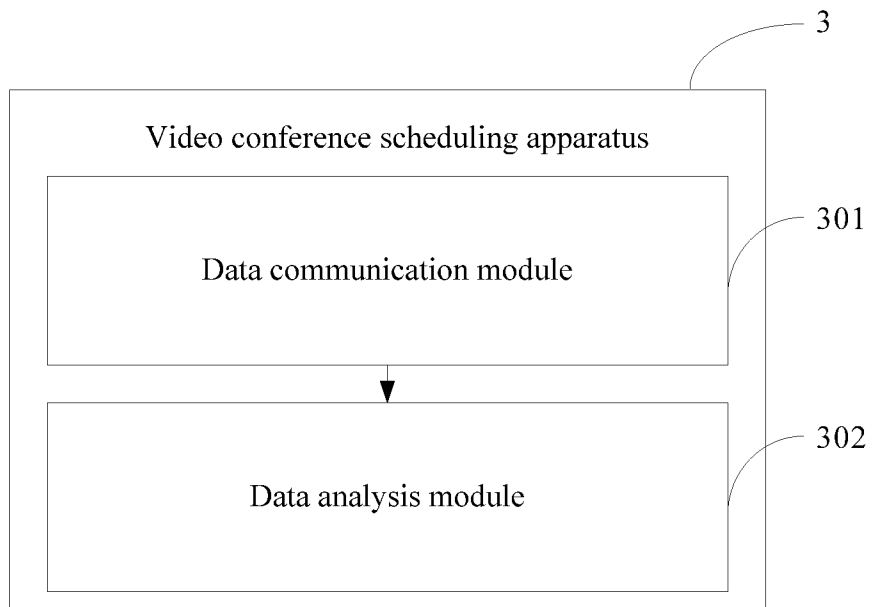 3
Video conference scheduling apparatus
301
Data communication module
302
Data analysis module